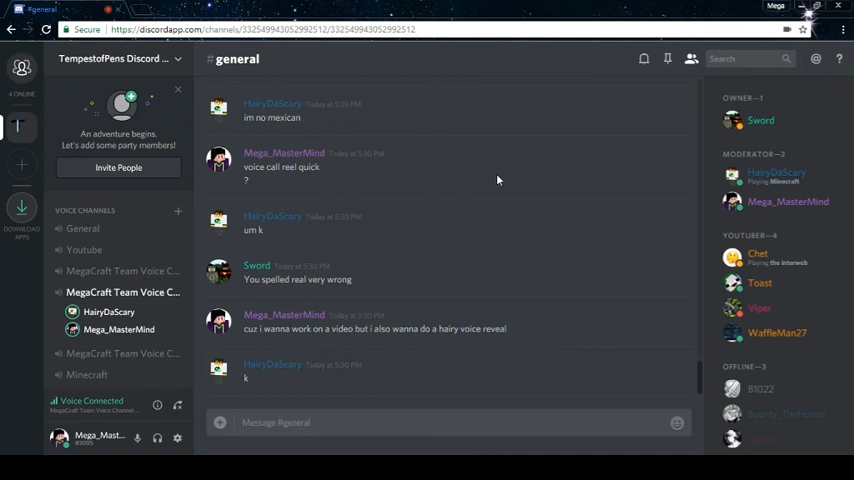 #general
Mega
Secure
https://discordapp.com/channels/332549943052992512/332549943052992512
TempestofPens Discord ...
#general
Search
4 ONLINE
An adventure begins.
Let's add some party members!
Invite People
DOWNLOAD
APPS
VOICE CHANNELS
General
Youtube
MegaCraft Team Voice C...
MegaCraft Team Voice C...
HairyDaScary
Mega_MasterMind
MegaCraft Team Voice C...
Minecraft
Voice Connected
MegaCraft Team Voice Channel...
Mega_Mast...
HairyDaScary Today at 5:29 PM
im no mexican
Mega_MasterMind Today at 5:30 PM
voice call reel quick
?
HairyDaScary Today at 5:30 PM
um k
Sword Today at 5:30 PM
You spelled real very wrong
Mega_MasterMind Today at 5:30 PM
cuz i wanna work on a video but i also wanna do a hairy voice reveal
HairyDaScary Today at 5:30 PM
k
Message #general
OWNER—1
Sword
MODERATOR—2
HairyDaScary
Playing Minecraft
Mega_MasterMind
YOUTUBER—4
Chet
Playing the interweb
Toast
Viper
WaffleMan27
OFFLINE—3
81022
Bounty_TheHunter